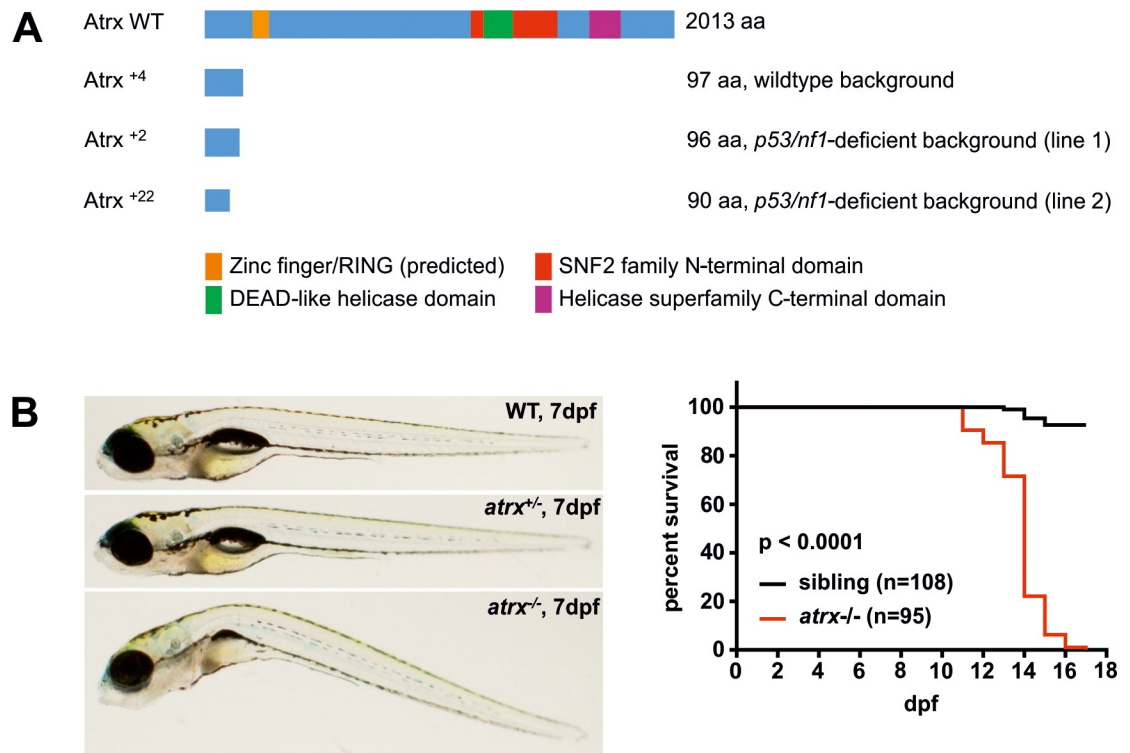 A
Atrx WT
2013 aa
Atrx +4
97 aa, wildtype background
Atrx +2
96 aa, p53/nf1-deficient background (line 1)
Atrx +22
90 aa, p53/nf1-deficient background (line 2)
Zinc finger/RING (predicted)
SNF2 family N-terminal domain
DEAD-like helicase domain
Helicase superfamily C-terminal domain
B
WT, 7dpf
atrx+/-, 7dpf
atrx-/-, 7dpf
percent survival
100
80
60
40
20
0
p < 0.0001
sibling (n=108)
atrx-/- (n=95)
0 2 4 6 8 10 12 14 16 18
dpf